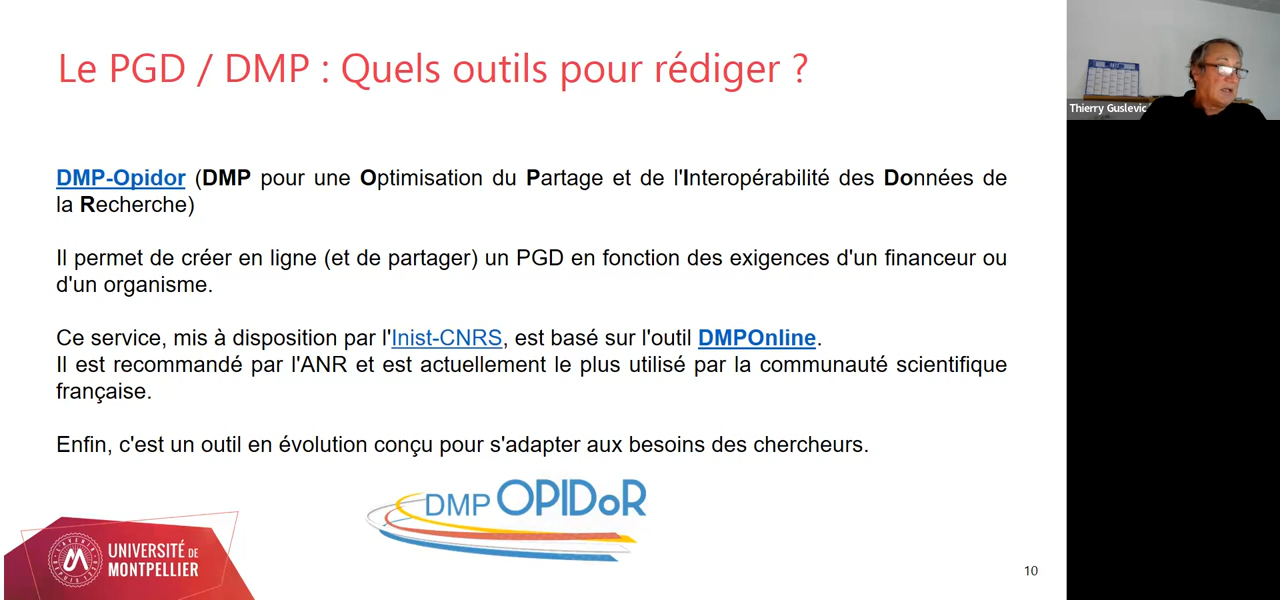 Le PGD / DMP : Quels outils pour rédiger ?
Thierry Guslevic
DMP-Opidor (DMP pour une Optimisation du Partage et de l'Interopérabilité des Données de
la Recherche)
Il permet de créer en ligne (et de partager) un PGD en fonction des exigences d'un financeur ou
d'un organisme.
Ce service, mis à disposition par l'Inist-CNRS, est basé sur l'outil DMPOnline.
Il est recommandé par l'ANR et est actuellement le plus utilisé par la communauté scientifique
française.
Enfin, c'est un outil en évolution conçu pour s'adapter aux besoins des chercheurs.
DMP OPIDoR
UNIVERSITÉ DE
MONTPELLIER
10